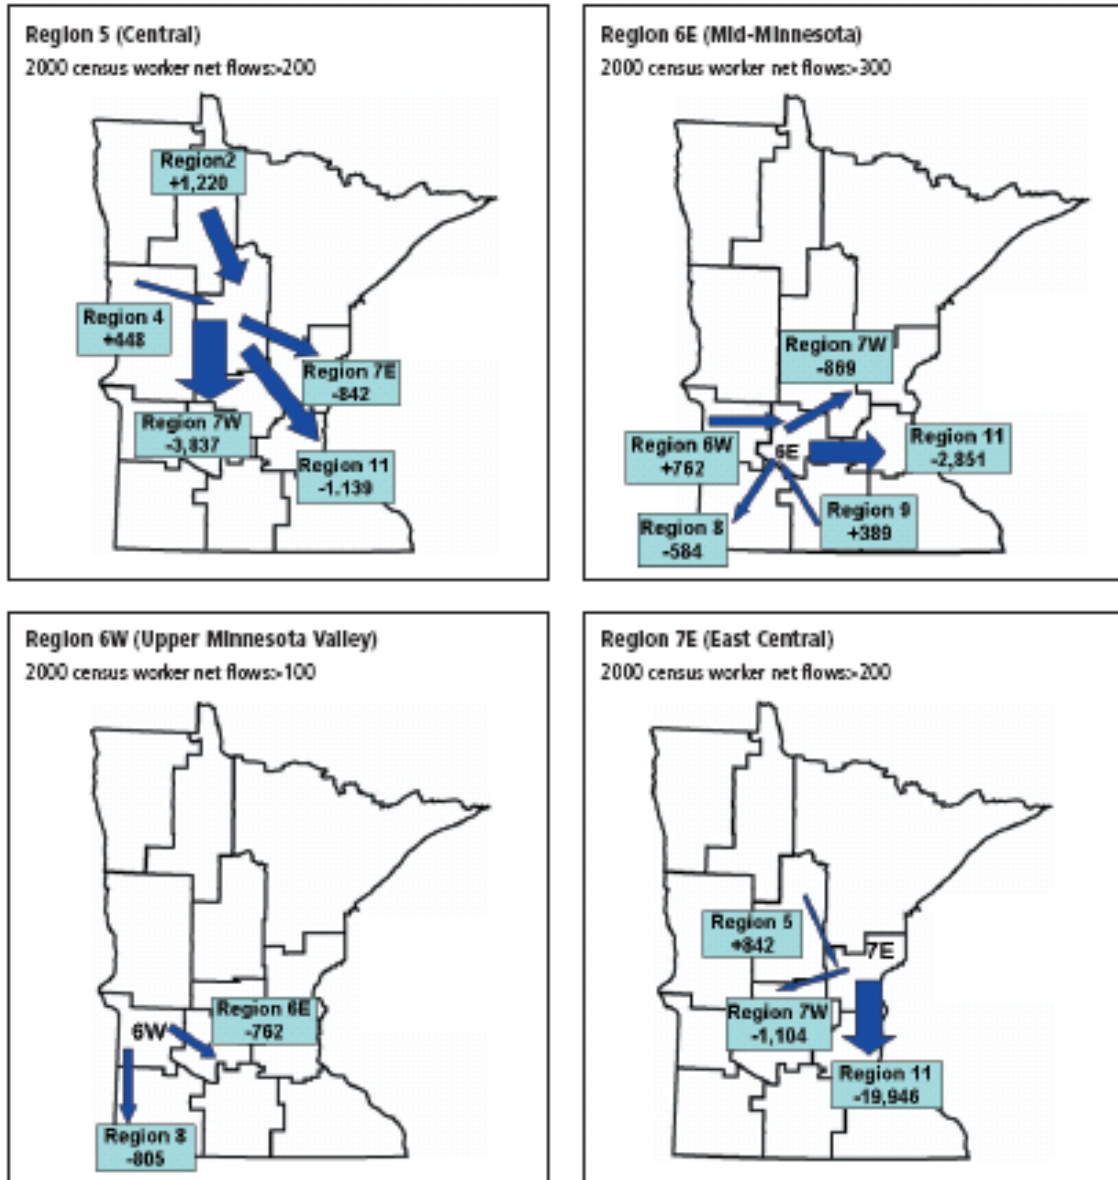 Region 5 (Central)
2000 census worker net flows:>200
Region2
+1,220
Region 4
+448
Region 7E
-842
Region 7W
-3,837
Region 11
-1,139
Region 6E (Mid-Minnesota)
2000 census worker net flows:>300
Region 7W
-869
Region 6W
+762
6E
Region 11
-2,851
Region 8
-584
Region 9
+389
Region 6W (Upper Minnesota Valley)
2000 census worker net flows:>100
6W
Region 6E
-762
Region 8
-805
Region 7E (East Central)
2000 census worker net flows:>200
Region 5
+842
7E
Region 7W
-1,104
Region 11
-19,946